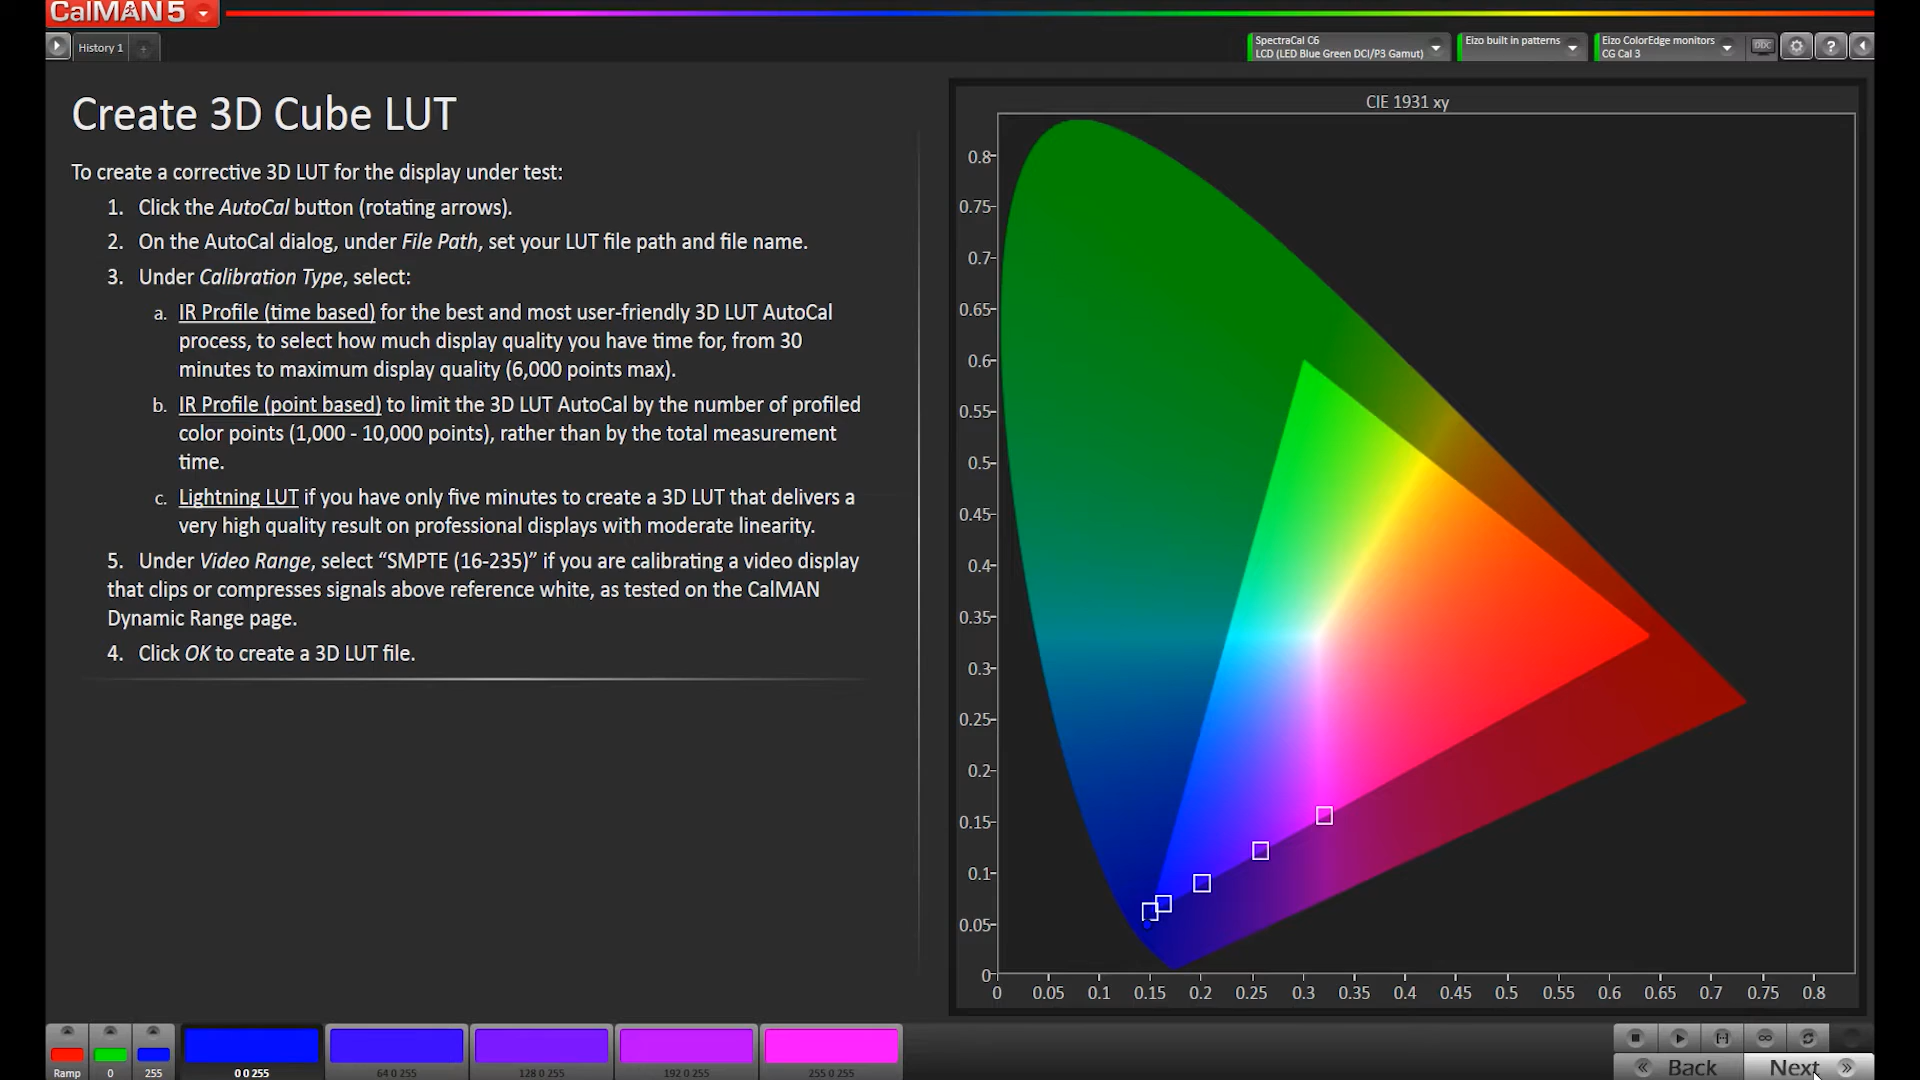 CalMAN 5
History 1
SpectraCal C6
LCD (LED Blue Green DCI/P3 Gamut)
Eizo built in patterns
Eizo ColorEdge monitors
CG Cal 3
DDC
?
Create 3D Cube LUT
To create a corrective 3D LUT for the display under test:
1. Click the AutoCal button (rotating arrows).
2. On the AutoCal dialog, under File Path, set your LUT file path and file name.
3. Under Calibration Type, select:
a. IR Profile (time based) for the best and most user-friendly 3D LUT AutoCal
process, to select how much display quality you have time for, from 30
minutes to maximum display quality (6,000 points max).
b. IR Profile (point based) to limit the 3D LUT AutoCal by the number of profiled
color points (1,000 - 10,000 points), rather than by the total measurement
time.
c. Lightning LUT if you have only five minutes to create a 3D LUT that delivers a
very high quality result on professional displays with moderate linearity.
5. Under Video Range, select “SMPTE (16-235)” if you are calibrating a video display
that clips or compresses signals above reference white, as tested on the CalMAN
Dynamic Range page.
4. Click OK to create a 3D LUT file.
CIE 1931 xy
0.8
0.75
0.7
0.65
0.6
0.55
0.5
0.45
0.4
0.35
0.3
0.25
0.2
0.15
0.1
0.05
0
0 0.05 0.1 0.15 0.2 0.25 0.3 0.35 0.4 0.45 0.5 0.55 0.6 0.65 0.7 0.75 0.8
Ramp 0 255
0 0 255
64 0 255
128 0 255
192 0 255
255 0 255
Back
Next